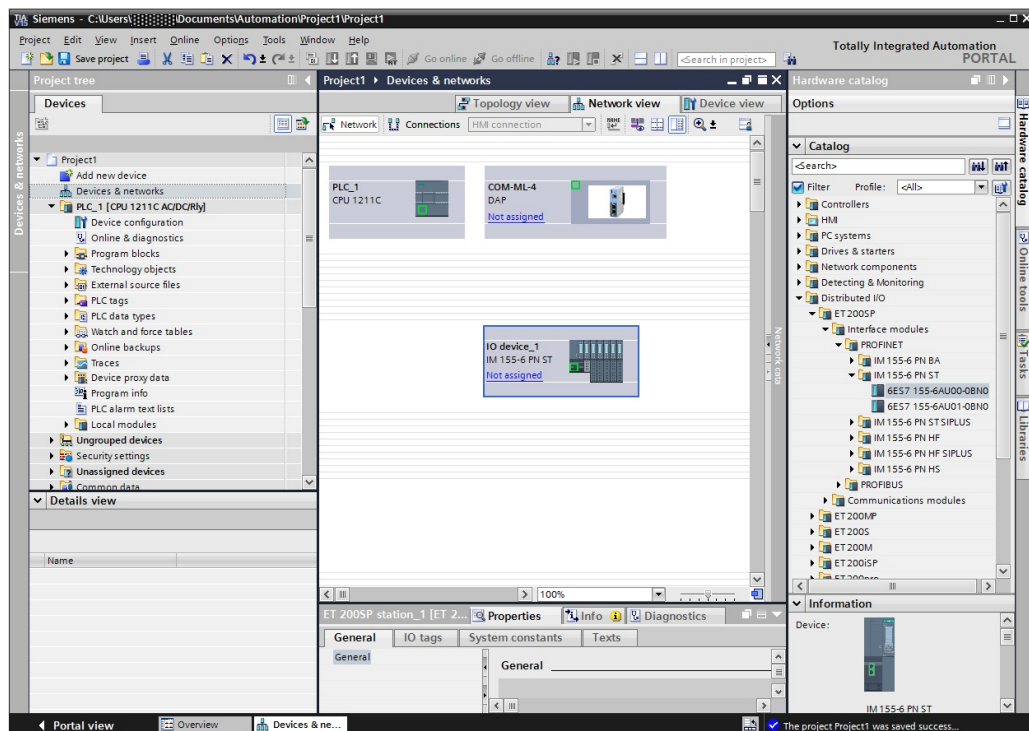 Siemens - C:\Users\ \Documents\Automation\Project1\Project1
Project Edit View Insert Online Options Tools Window Help
Totally Integrated Automation
PORTAL
Save project Go online Go offline <Search in project>
Project tree
Devices
Devices & networks
Project1
Add new device
Devices & networks
PLC_1 [CPU 1211C AC/DC/Rly]
Device configuration
Online & diagnostics
Program blocks
Technology objects
External source files
PLC tags
PLC data types
Watch and force tables
Online backups
Traces
Device proxy data
Program info
PLC alarm text lists
Local modules
Ungrouped devices
Security settings
Unassigned devices
Common data
Details view
Name
Project1 Devices & networks
Topology view Network view Device view
Network Connections HMI connection
PLC_1
CPU 1211C
COM-ML-4
DAP
Not assigned
IO device_1
IM 155-6 PN ST
Not assigned
Network data
100%
ET 200SP station_1 [ET 2... Properties Info Diagnostics
General IO tags System constants Texts
General
General
Hardware catalog
Options
Catalog
<Search>
Filter Profile: <All>
Controllers
HMI
PC systems
Drives & starters
Network components
Detecting & Monitoring
Distributed I/O
ET 200SP
Interface modules
PROFINET
IM 155-6 PN BA
IM 155-6 PN ST
6ES7 155-6AU00-0BN0
6ES7 155-6AU01-0BN0
IM 155-6 PN ST SIPLUS
IM 155-6 PN HF
IM 155-6 PN HF SIPLUS
IM 155-6 PN HS
PROFIBUS
Communications modules
ET 200MP
ET 200S
ET 200M
ET 200iSP
ET 200pro
Information
Device:
IM 155-6 PN ST
Hardware catalog
Online tools
Tasks
Libraries
Portal view Overview Devices & ne...
The project Project1 was saved success...